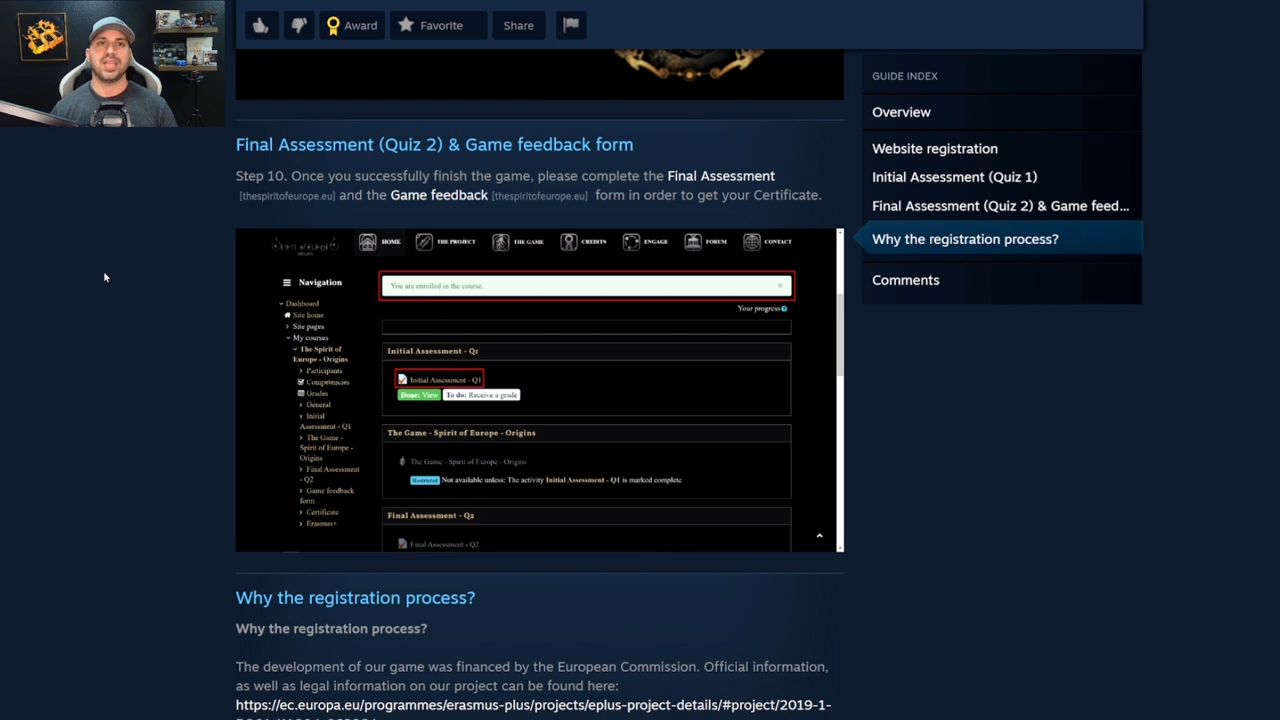 Award
Favorite
Share
GUIDE INDEX
Overview
Website registration
Initial Assessment (Quiz 1)
Final Assessment (Quiz 2) & Game feed...
Why the registration process?
Comments
Final Assessment (Quiz 2) & Game feedback form
Step 10. Once you successfully finish the game, please complete the Final Assessment
[thespiritofeurope.eu] and the Game feedback [thespiritofeurope.eu] form in order to get your Certificate.
HOME THE PROJECT THE GAME CREDITS ENGAGE FORUM CONTACT
Navigation
Dashboard
Site home
Site pages
My courses
The Spirit of
Europe - Origins
Participants
Competencies
Grades
General
Initial
Assessment - Q1
The Game -
Spirit of Europe -
Origins
Final Assessment
- Q2
Game feedback
form
Certificate
Erasmus+
You are enrolled in the course. ×
Your progress
Initial Assessment - Q1
Initial Assessment - Q1
Done: View To do: Receive a grade
The Game - Spirit of Europe - Origins
The Game - Spirit of Europe - Origins
Restricted Not available unless: The activity Initial Assessment - Q1 is marked complete
Final Assessment - Q2
Final Assessment - Q2
Why the registration process?
Why the registration process?
The development of our game was financed by the European Commission. Official information,
as well as legal information on our project can be found here:
https://ec.europa.eu/programmes/erasmus-plus/projects/eplus-project-details/#project/2019-1-